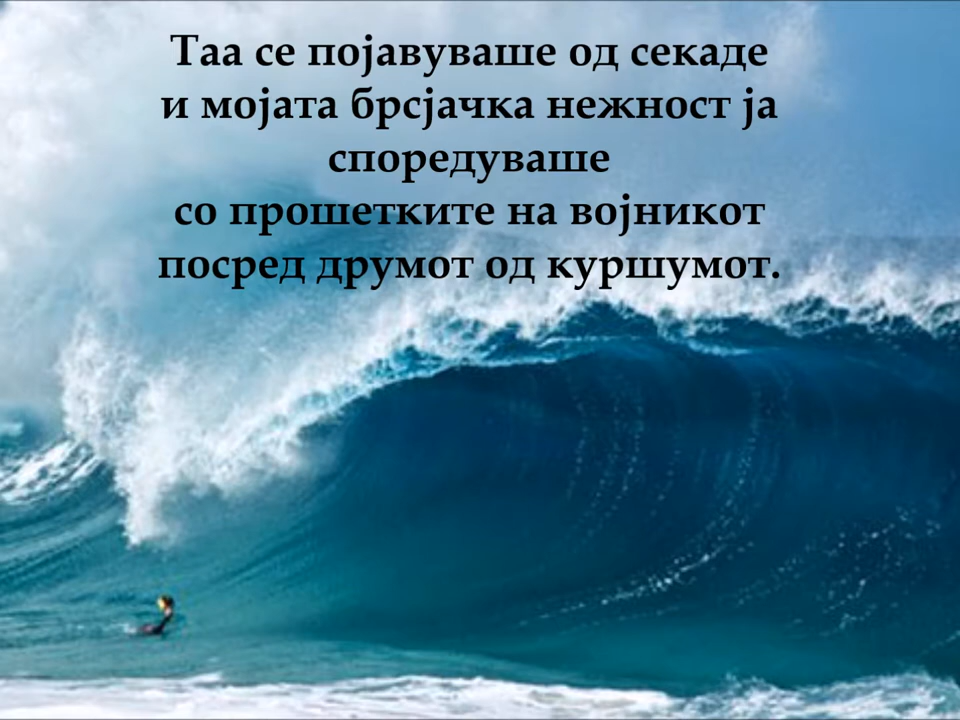 Таа се појавуваше од секаде
и мојата брсјачка нежност ја
споредуваше
со прошетките на војникот
посред друмот од куршумот.